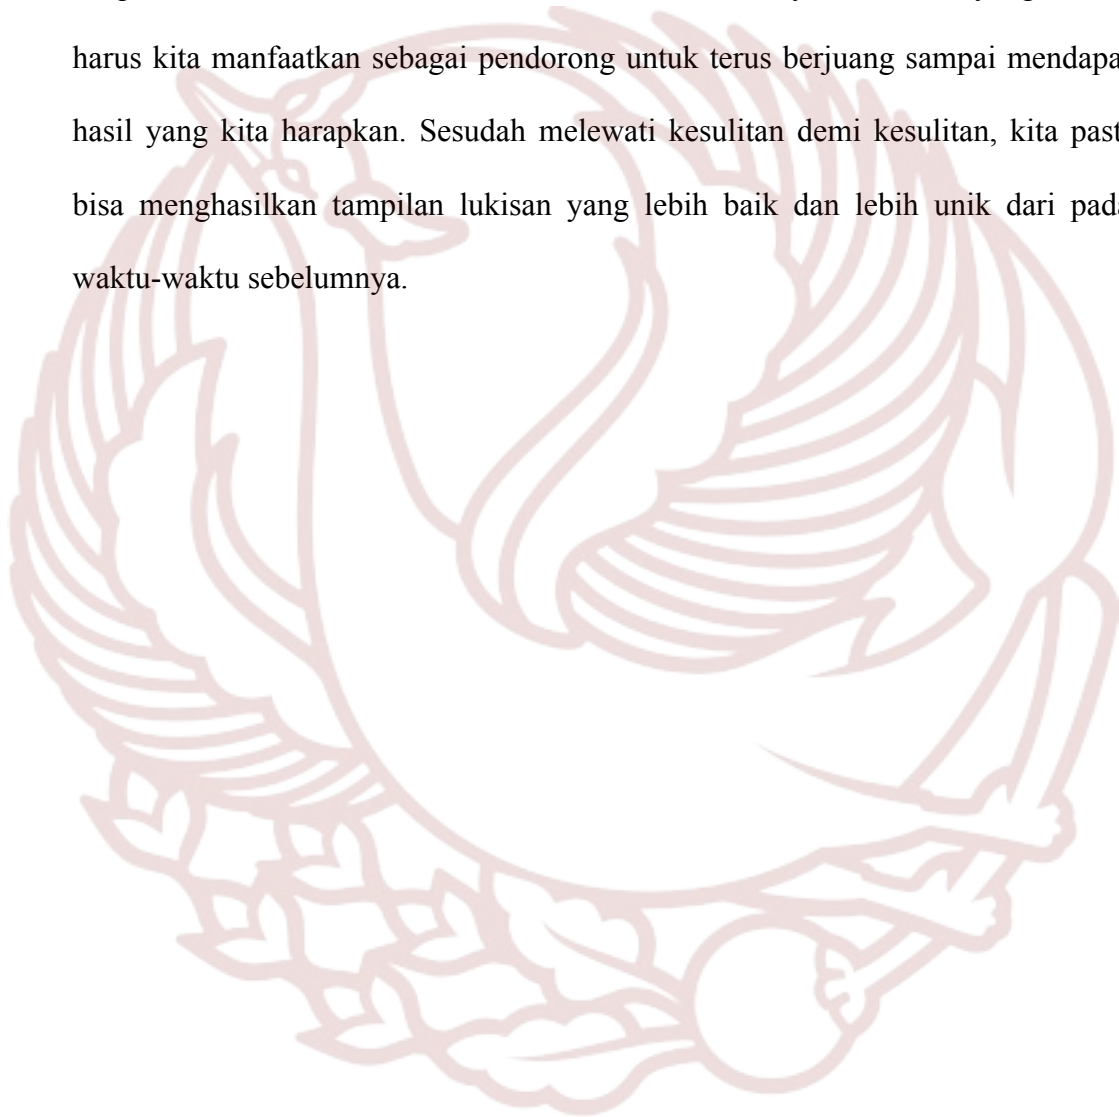 harus kita manfaatkan sebagai pendorong untuk terus berjuang sampai mendapa
hasil yang kita harapkan. Sesudah melewati kesulitan demi kesulitan, kita past
bisa menghasilkan tampilan lukisan yang lebih baik dan lebih unik dari pada
waktu-waktu sebelumnya.